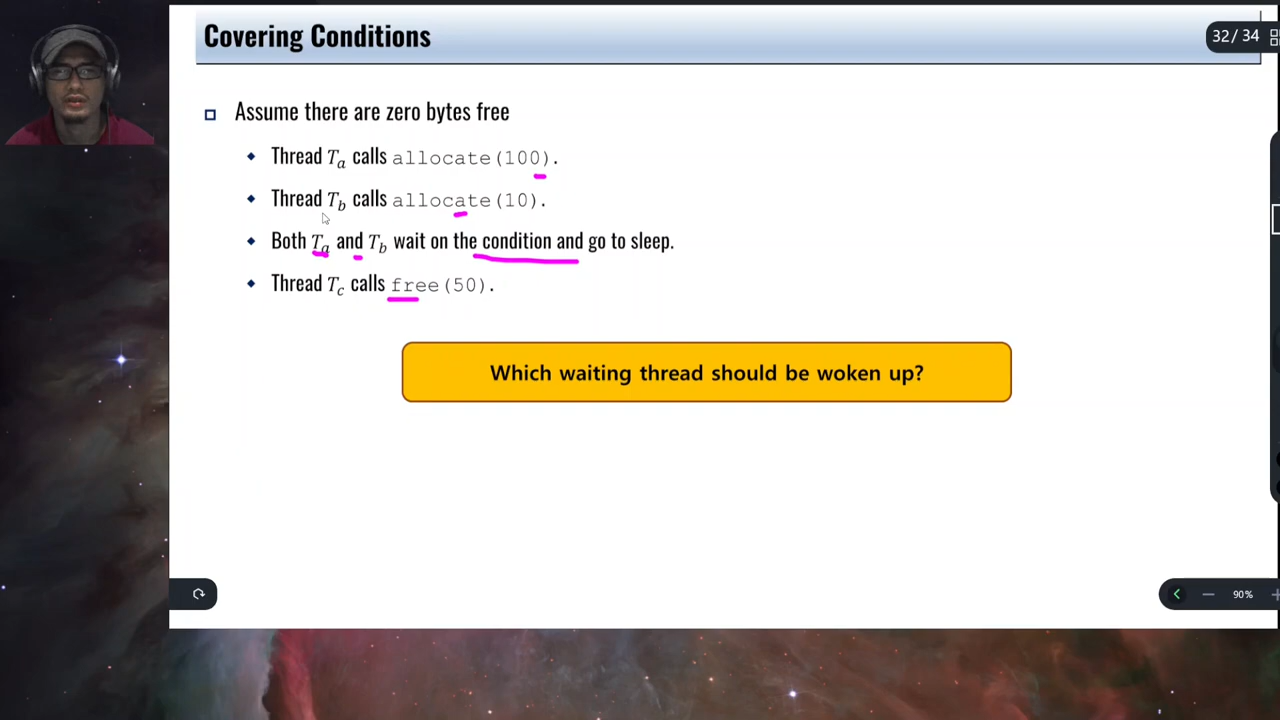 Covering Conditions
32 / 34
Assume there are zero bytes free
Thread Ta calls allocate(100).
Thread Tb calls allocate(10).
Both Ta and Tb wait on the condition and go to sleep.
Thread Tc calls free(50).
Which waiting thread should be woken up?
90%